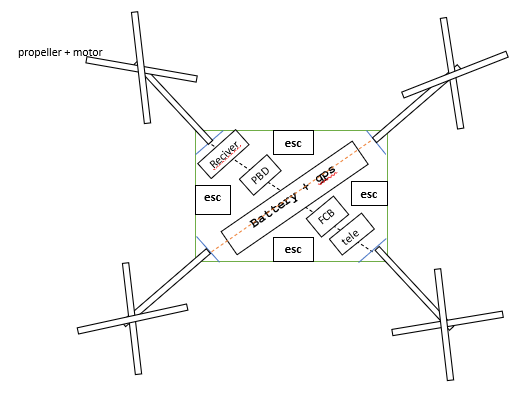 propeller + motor
Reciver
esc
PBD
esc
Battery + gps
esc
FCB
tele
esc